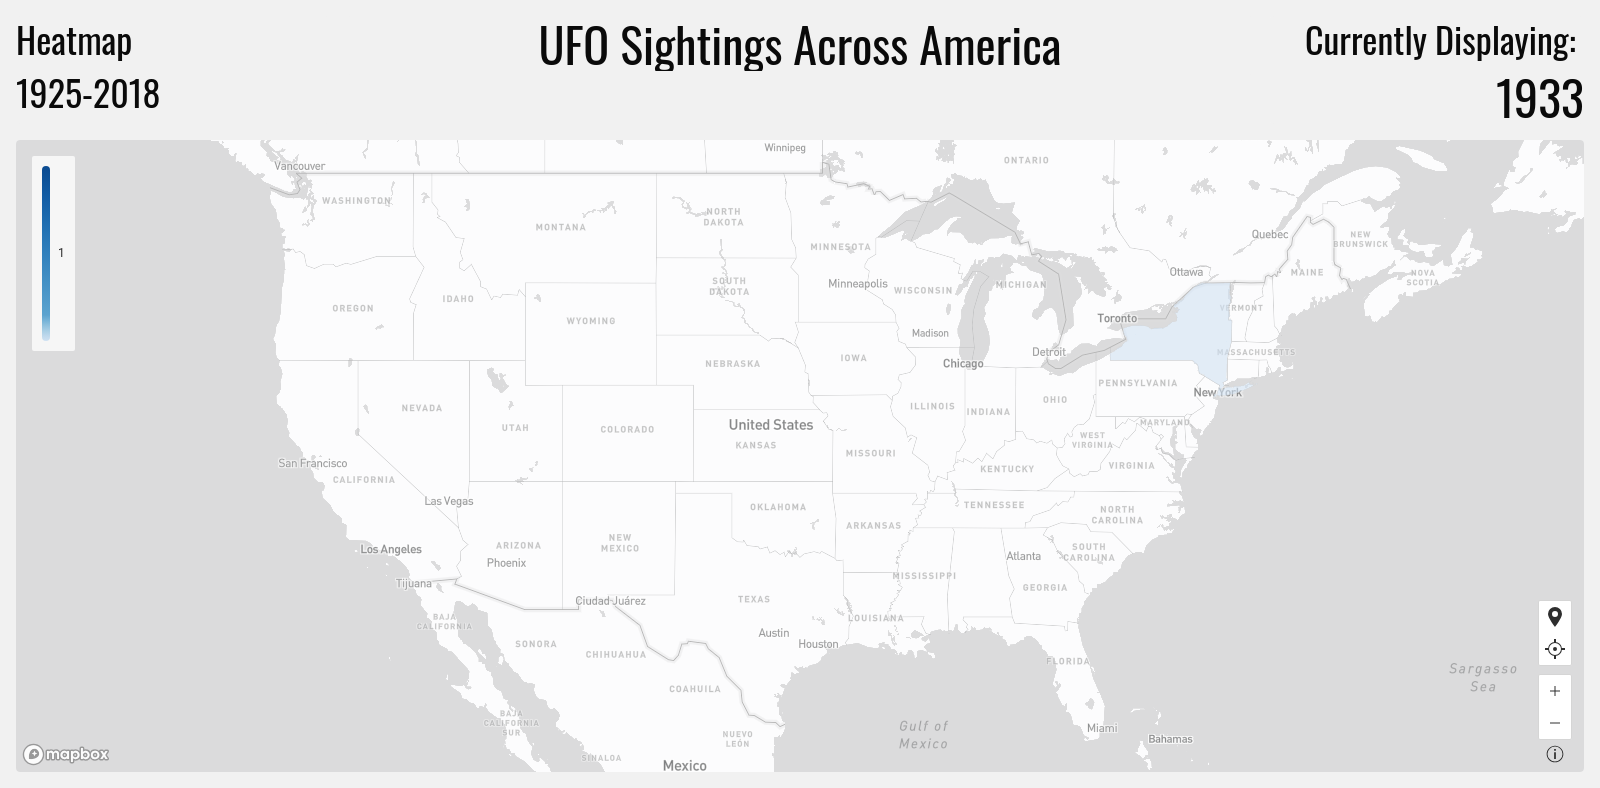 Heatmap
1925-2018
UFO Sightings Across America
Currently Displaying:
1933
1
Vancouver
Winnipeg
ONTARIO
WASHINGTON
MONTANA
NORTH
DAKOTA
MINNESOTA
Quebec
NEW
BRUNSWICK
Ottawa
MAINE
NOVA
SCOTIA
OREGON
IDAHO
SOUTH
DAKOTA
Minneapolis
WISCONSIN
MICHIGAN
VERMONT
WYOMING
Toronto
Madison
Detroit
MASSACHUSETTS
NEBRASKA
IOWA
Chicago
PENNSYLVANIA
New York
NEVADA
UTAH
COLORADO
United States
KANSAS
ILLINOIS
INDIANA
OHIO
MARYLAND
WEST
VIRGINIA
VIRGINIA
San Francisco
CALIFORNIA
MISSOURI
KENTUCKY
Las Vegas
OKLAHOMA
ARKANSAS
TENNESSEE
NORTH
CAROLINA
Los Angeles
ARIZONA
Phoenix
NEW
MEXICO
Atlanta
SOUTH
CAROLINA
Tijuana
Ciudad Juárez
TEXAS
MISSISSIPPI
GEORGIA
BAJA
CALIFORNIA
SONORA
CHIHUAHUA
Austin
Houston
LOUISIANA
FLORIDA
Sargasso
Sea
COAHUILA
BAJA
CALIFORNIA
SUR
NUEVO
LEÓN
Gulf of
Mexico
Miami
Bahamas
SINALOA
Mexico
mapbox